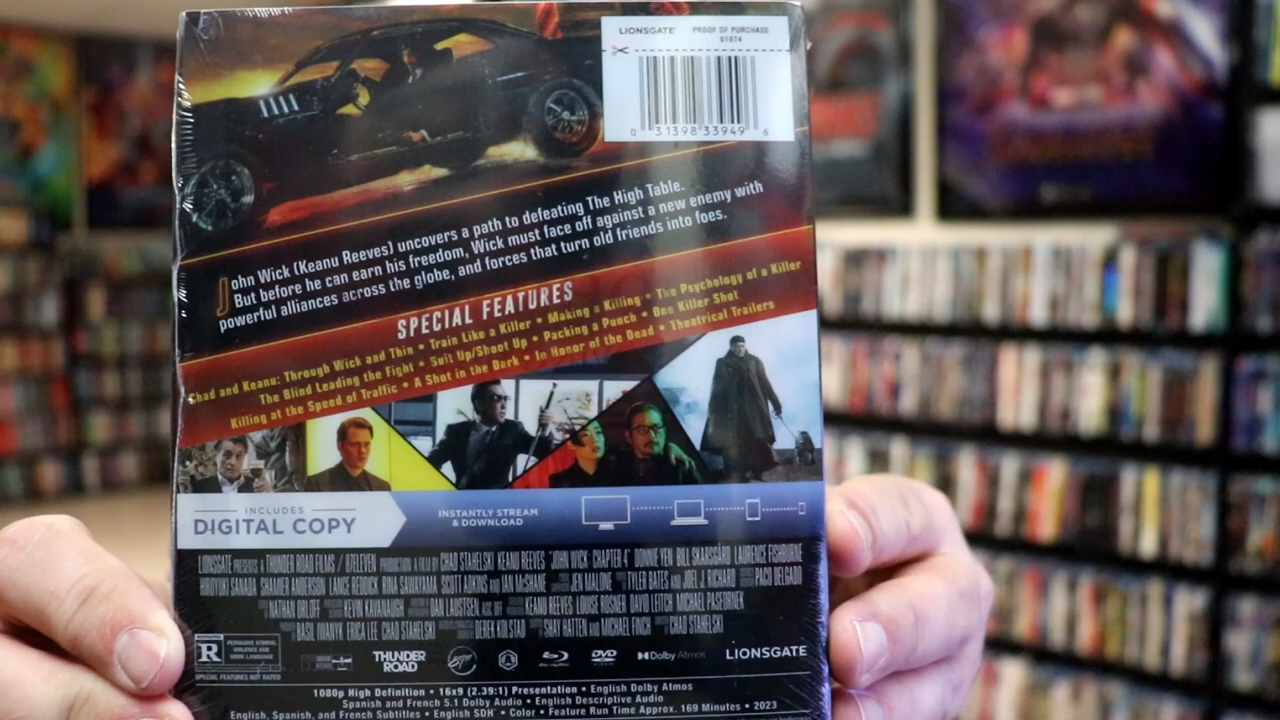 LIONSGATE PROOF OF PURCHASE
61974
0 31398 33949 6
John Wick (Keanu Reeves) uncovers a path to defeating The High Table.
But before he can earn his freedom, Wick must face off against a new enemy with
powerful alliances across the globe, and forces that turn old friends into foes.
SPECIAL FEATURES
Chad and Keanu: Through Wick and Thin • Train Like a Killer • Making a Killing • The Psychology of a Killer
The Blind Leading the Fight • Suit Up/Shoot Up • Packing a Punch • One Killer Shot
Killing at the Speed of Traffic • A Shot in the Dark • In Honor of the Dead • Theatrical Trailers
INCLUDES
DIGITAL COPY
INSTANTLY STREAM
& DOWNLOAD
LIONSGATE PRESENTS A THUNDER ROAD FILMS / 87ELEVEN PRODUCTION A FILM BY CHAD STAHELSKI KEANU REEVES "JOHN WICK: CHAPTER 4" DONNIE YEN BILL SKARSGÅRD LAURENCE FISHBURNE
HIROYUKI SANADA SHAMIER ANDERSON LANCE REDDICK RINA SAWAYAMA SCOTT ADKINS AND IAN McSHANE JEN MALONE TYLER BATES AND JOEL J. RICHARD PACO DELGADO
NATHAN ORLOFF KEVIN KAVANAUGH DAN LAUSTSEN KEANU REEVES LOUISE ROSNER DAVID LEITCH MICHAEL PASEORNEK
BASIL IWANYK ERICA LEE CHAD STAHELSKI DEREK KOLSTAD SHAY HATTEN AND MICHAEL FINCH CHAD STAHELSKI
RESTRICTED
R
PERVASIVE STRONG
VIOLENCE AND
SOME LANGUAGE
SPECIAL FEATURES NOT RATED
THUNDER
ROAD
Blu-ray
DVD
Dolby Atmos
LIONSGATE
1080p High Definition • 16x9 (2.39:1) Presentation • English Dolby Atmos
Spanish and French 5.1 Dolby Audio • English Descriptive Audio
English, Spanish, and French Subtitles • English SDH • Color • Feature Run Time Approx. 169 Minutes • 2023